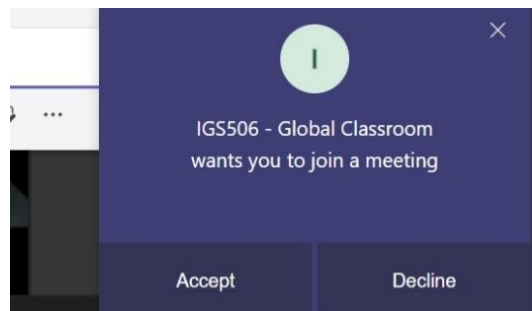 I
IGS506 - Global Classroom
wants you to join a meeting
Accept
Decline